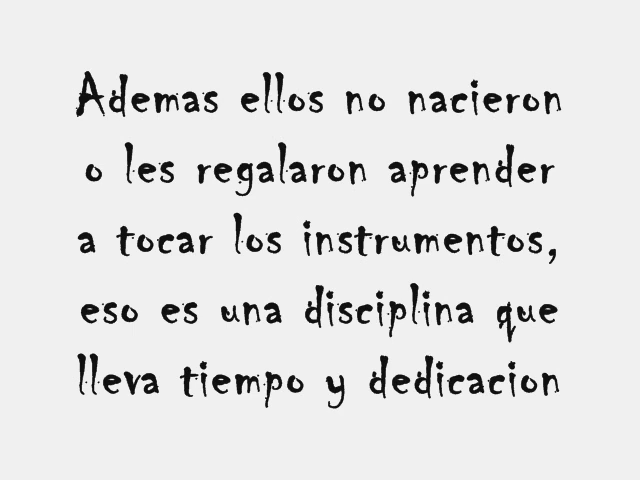 Ademas ellos no nacieron
o les regalaron aprender
a tocar los instrumentos,
eso es una disciplina que
lleva tiempo y dedicacion